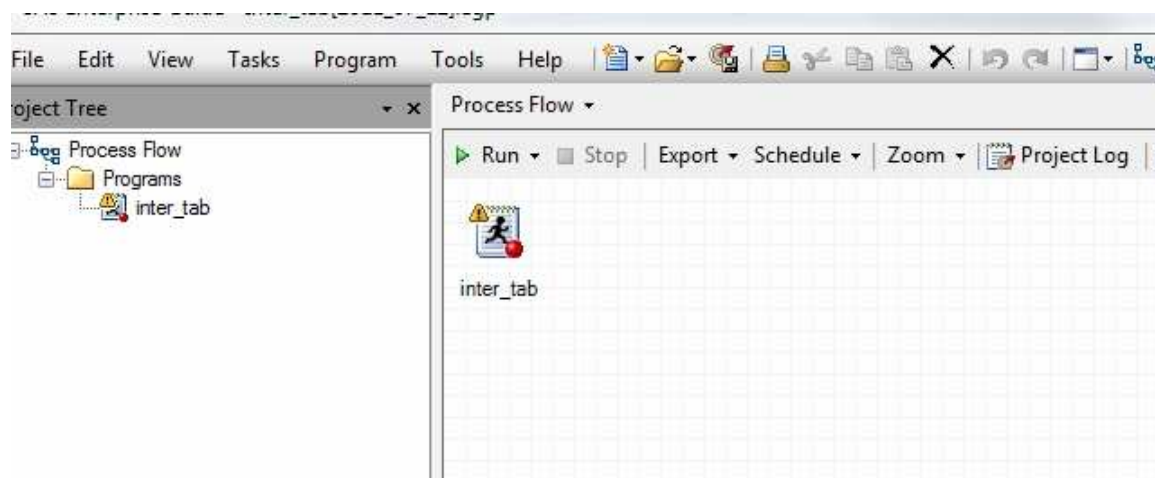 File Edit View Tasks Program Tools Help
oject Tree
Process Flow
Process Flow
Programs
inter_tab
Run Stop Export Schedule Zoom Project Log
inter_tab